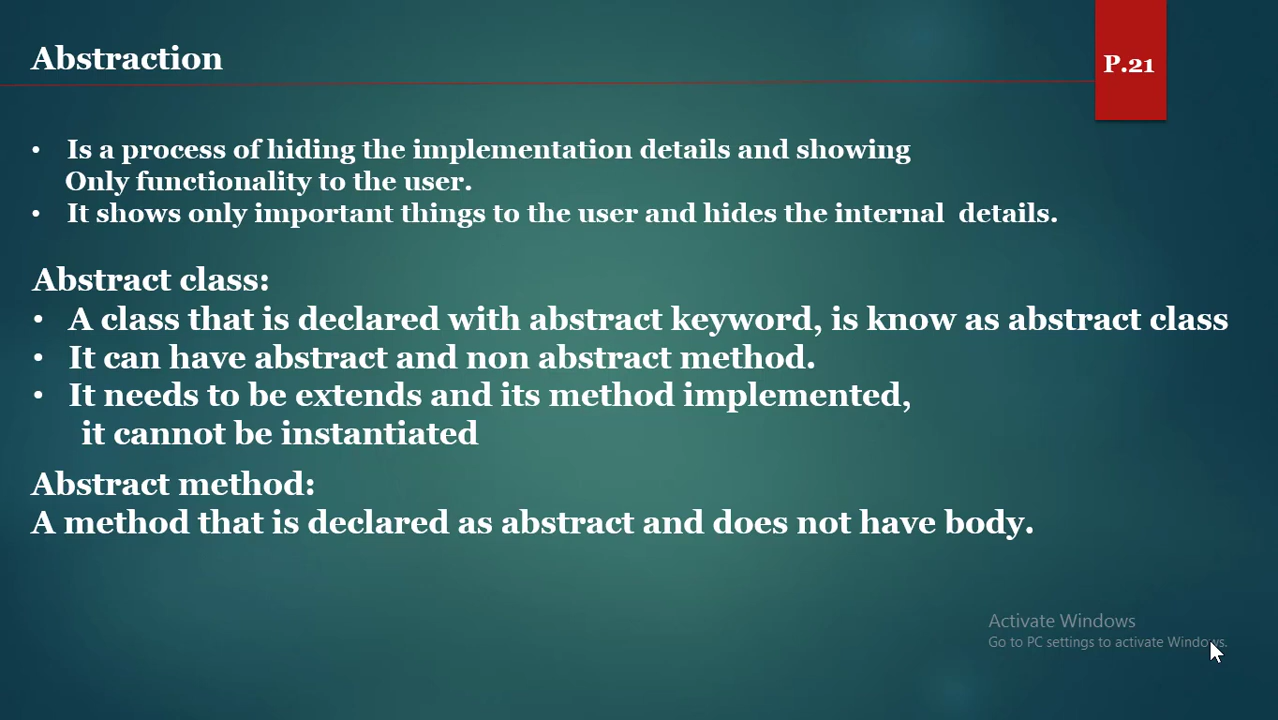 Abstraction
P.21
• Is a process of hiding the implementation details and showing
Only functionality to the user.
• It shows only important things to the user and hides the internal details.
Abstract class:
• A class that is declared with abstract keyword, is know as abstract class
• It can have abstract and non abstract method.
• It needs to be extends and its method implemented,
it cannot be instantiated
Abstract method:
A method that is declared as abstract and does not have body.
Activate Windows
Go to PC settings to activate Windows.